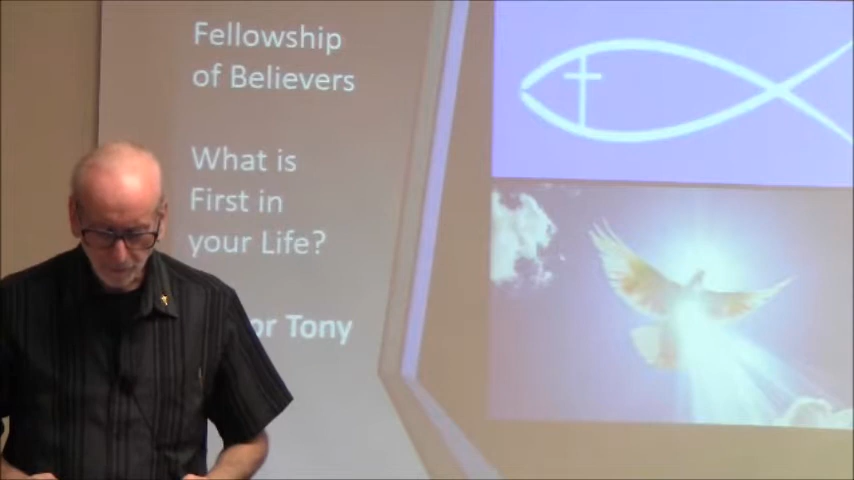 Fellowship
of Believers
What is
First in
your Life?
Tony